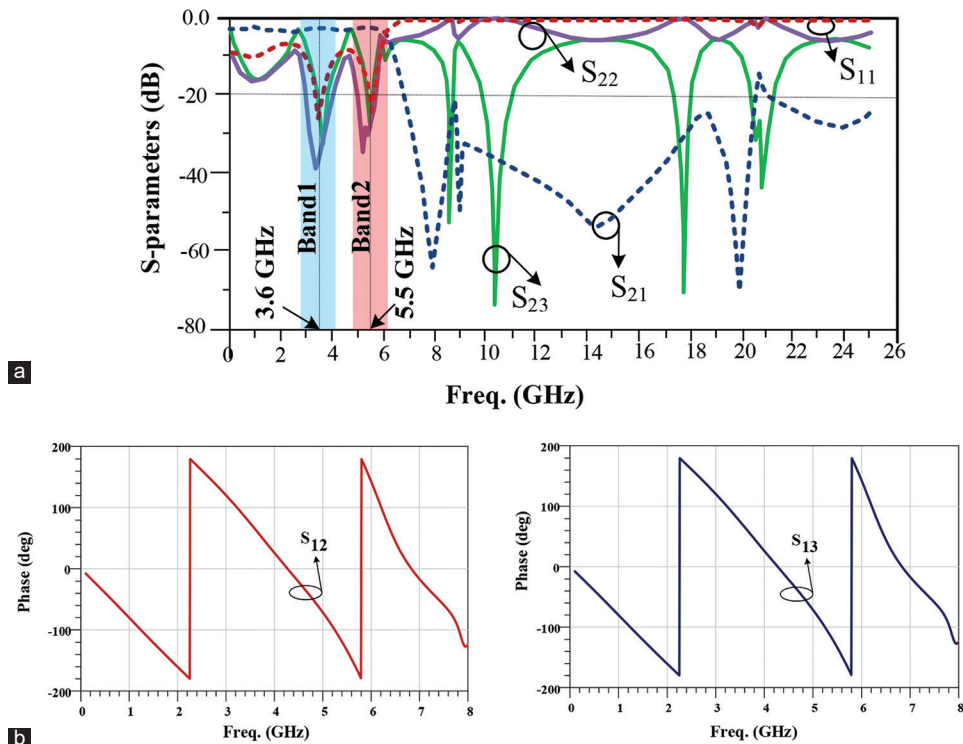 0.0
-20
-40
-60
-80
S-parameters (dB)
3.6 GHz
Band1
Band2
5.5 GHz
S22
S11
S23
S21
0 2 4 6 8 10 12 14 16 18 20 22 24 26
Freq. (GHz)
a
200
100
0
-100
-200
Phase (deg)
S12
0 1 2 3 4 5 6 7 8
Freq. (GHz)
200
100
0
-100
-200
Phase (deg)
S13
0 1 2 3 4 5 6 7 8
Freq. (GHz)
b